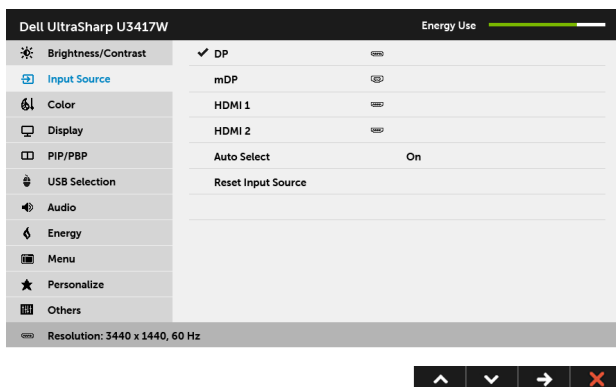 Dell UltraSharp U3417W
Energy Use
Brightness/Contrast
DP
Input Source
mDP
Color
HDMI 1
Display
HDMI 2
PIP/PBP
Auto Select On
USB Selection
Reset Input Source
Audio
Energy
Menu
Personalize
Others
Resolution: 3440 x 1440, 60 Hz